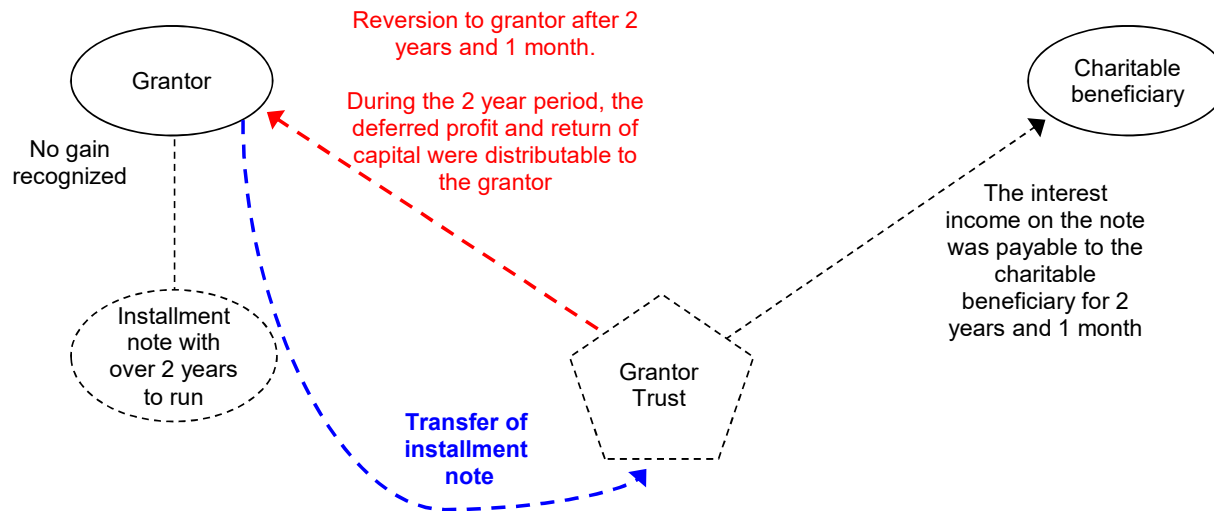 Reversion to grantor after 2
years and 1 month.
During the 2 year period, the
deferred profit and return of
capital were distributable to
the grantor
Grantor
Charitable
beneficiary
No gain
recognized
The interest
income on the note
was payable to the
charitable
beneficiary for 2
years and 1 month
Installment
note with
over 2 years
to run
Grantor
Trust
Transfer of
installment
note